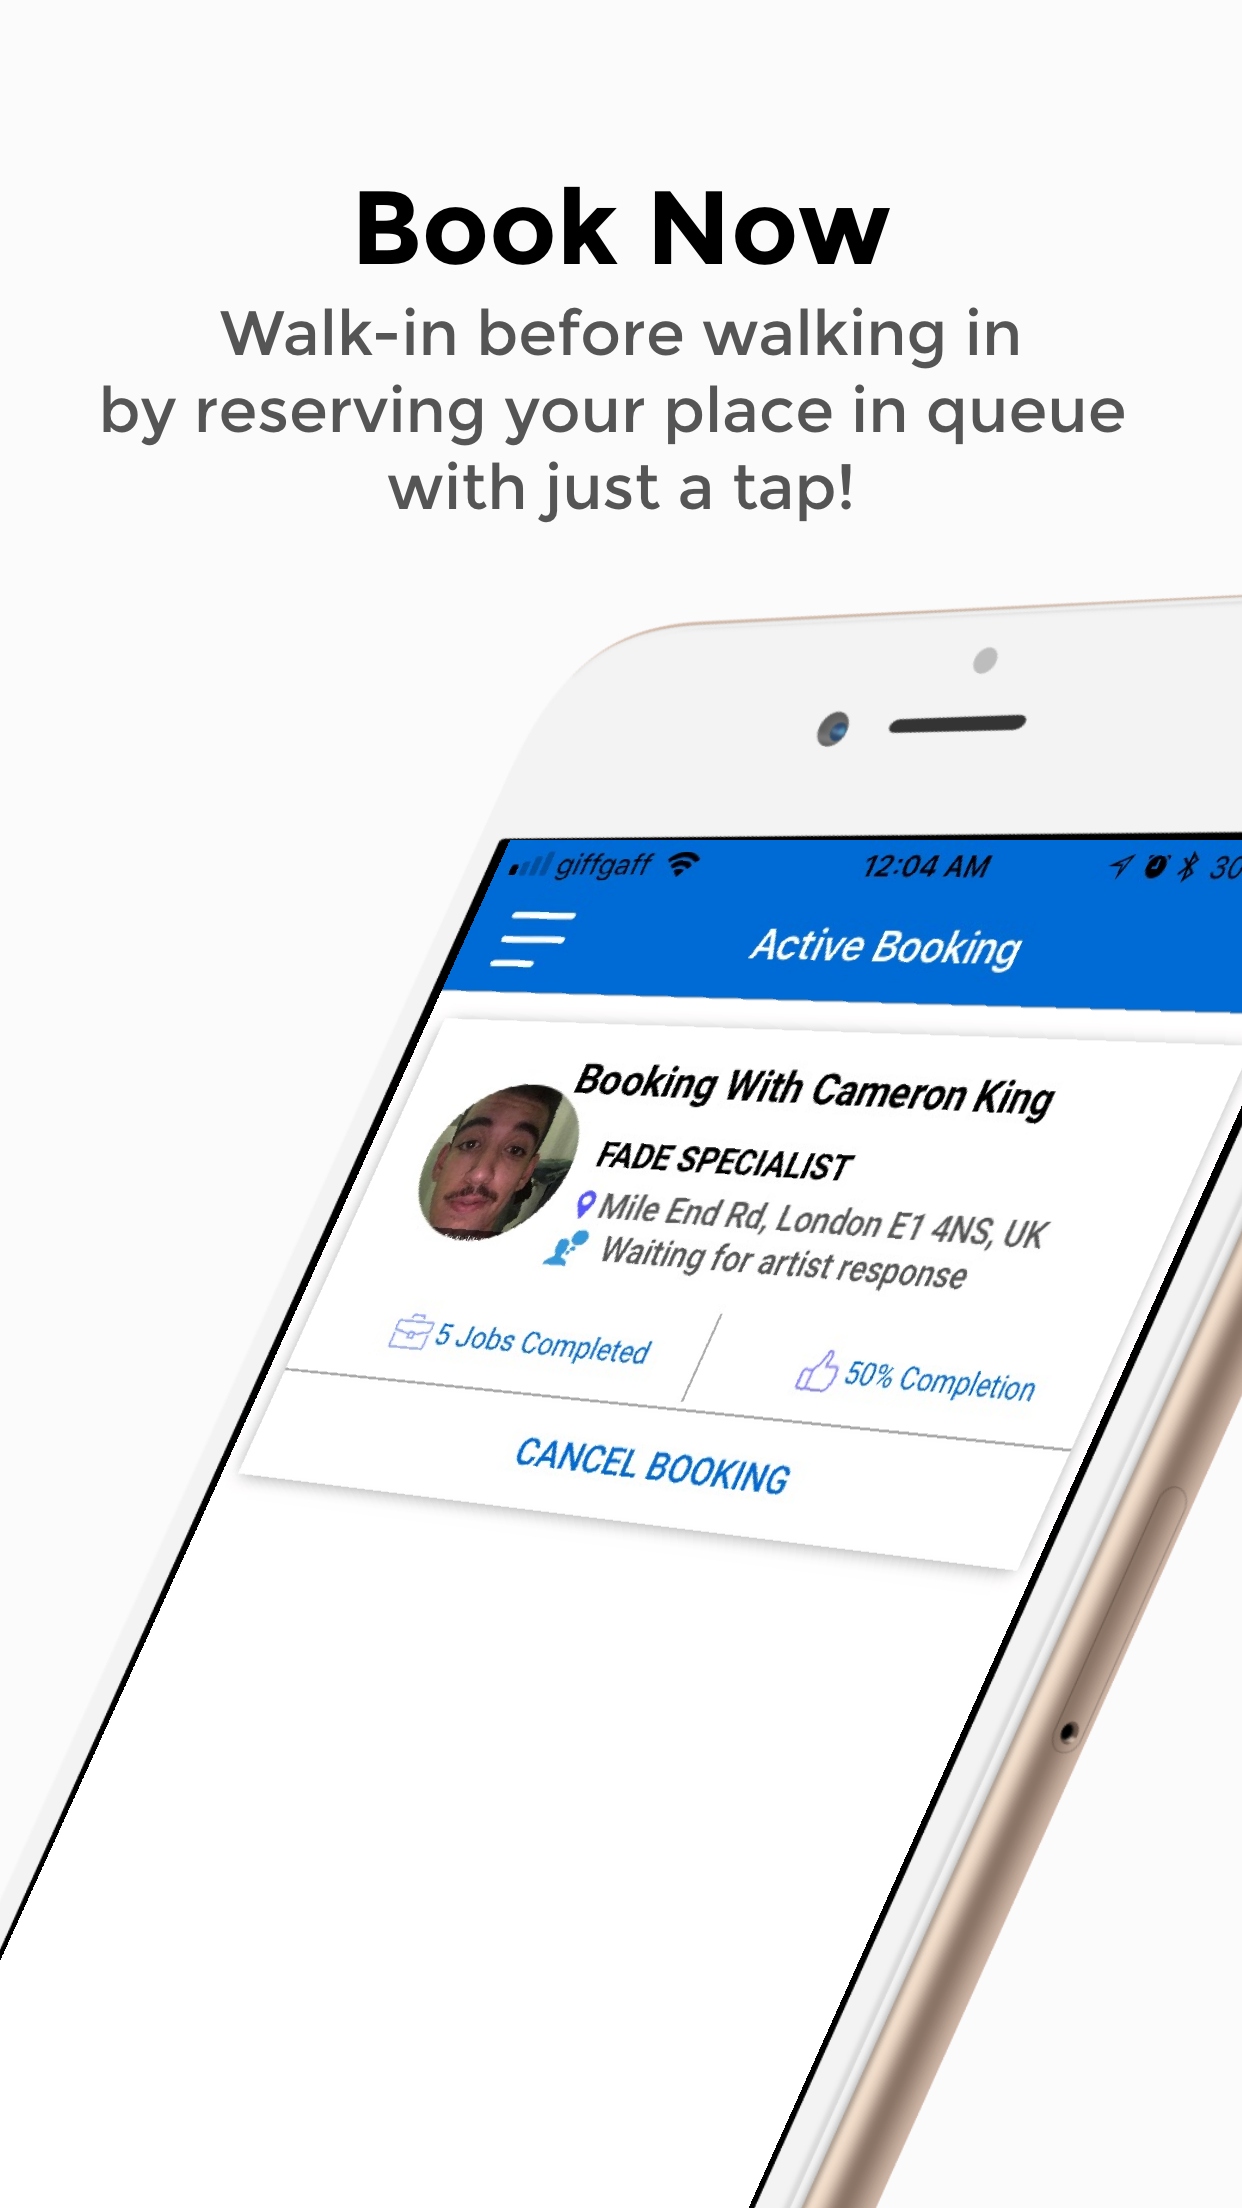 Book Now
Walk-in before walking in
by reserving your place in queue
with just a tap!
giffgaff 12:04 AM 30
Active Booking
Booking With Cameron King
FADE SPECIALIST
Mile End Rd, London E1 4NS, UK
Waiting for artist response
5 Jobs Completed
50% Completion
CANCEL BOOKING